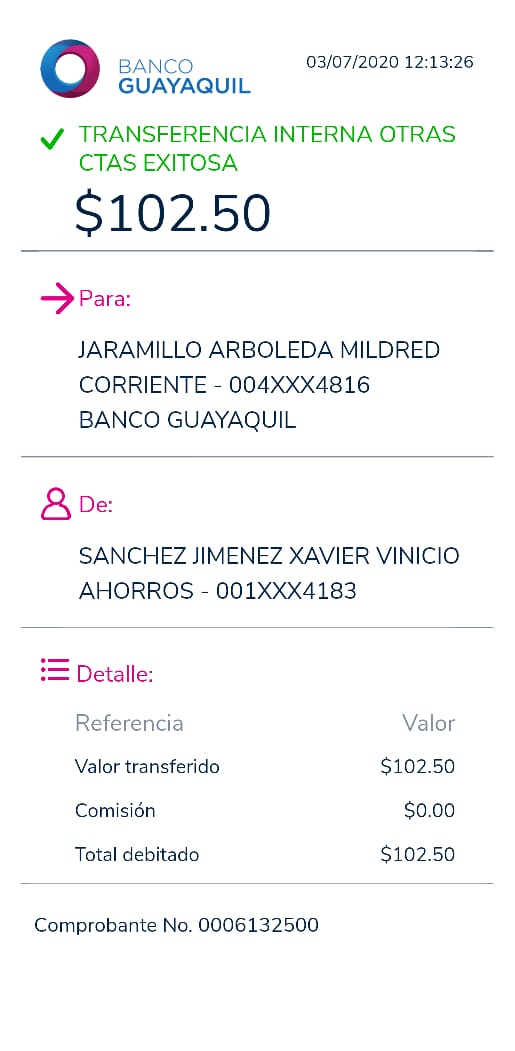 BANCO
GUAYAQUIL
03/07/2020 12:13:26
TRANSFERENCIA INTERNA OTRAS
CTAS EXITOSA
$102.50
Para:
JARAMILLO ARBOLEDA MILDRED
CORRIENTE - 004XXX4816
BANCO GUAYAQUIL
De:
SANCHEZ JIMENEZ XAVIER VINICIO
AHORROS - 001XXX4183
Detalle:
Referencia Valor
Valor transferido $102.50
Comisión $0.00
Total debitado $102.50
Comprobante No. 0006132500